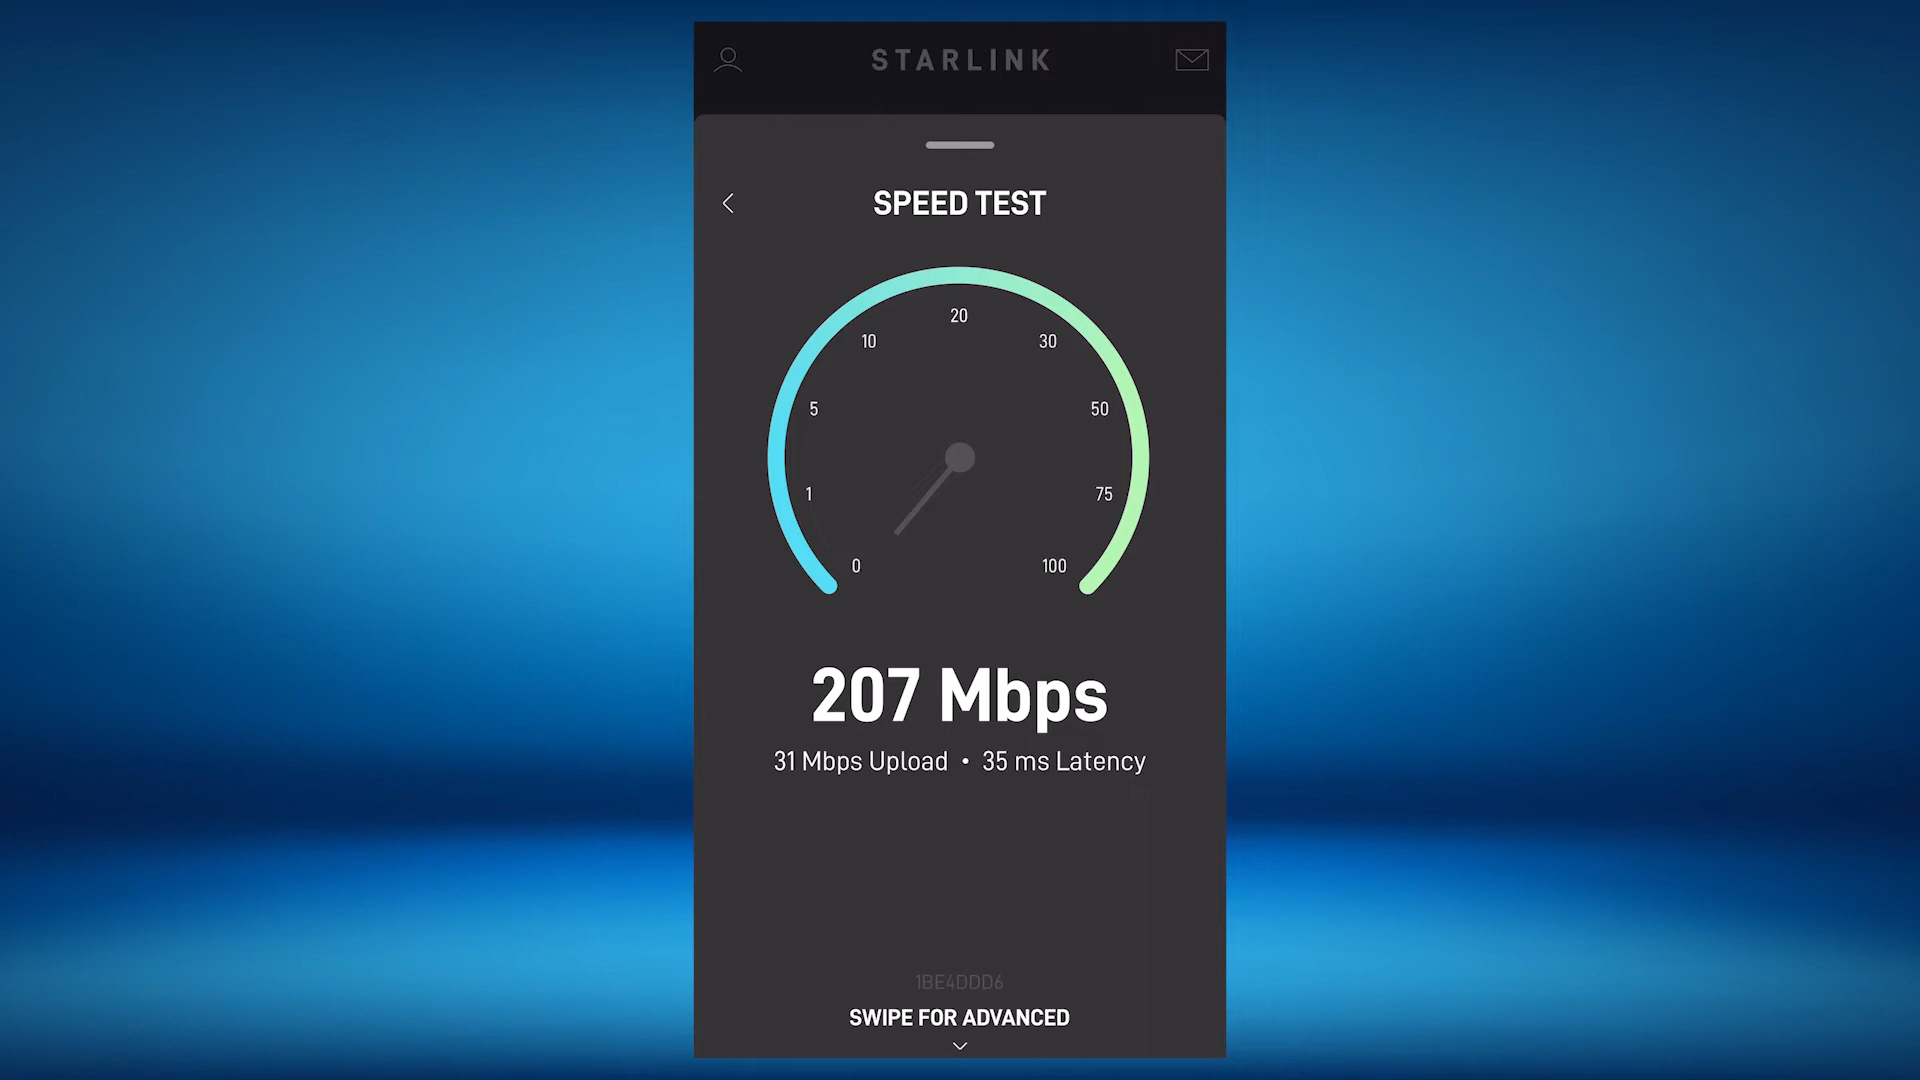 STARLINK
SPEED TEST
20
10
30
5
50
1
75
0
100
207 Mbps
31 Mbps Upload • 35 ms Latency
1BE4DDD6
SWIPE FOR ADVANCED